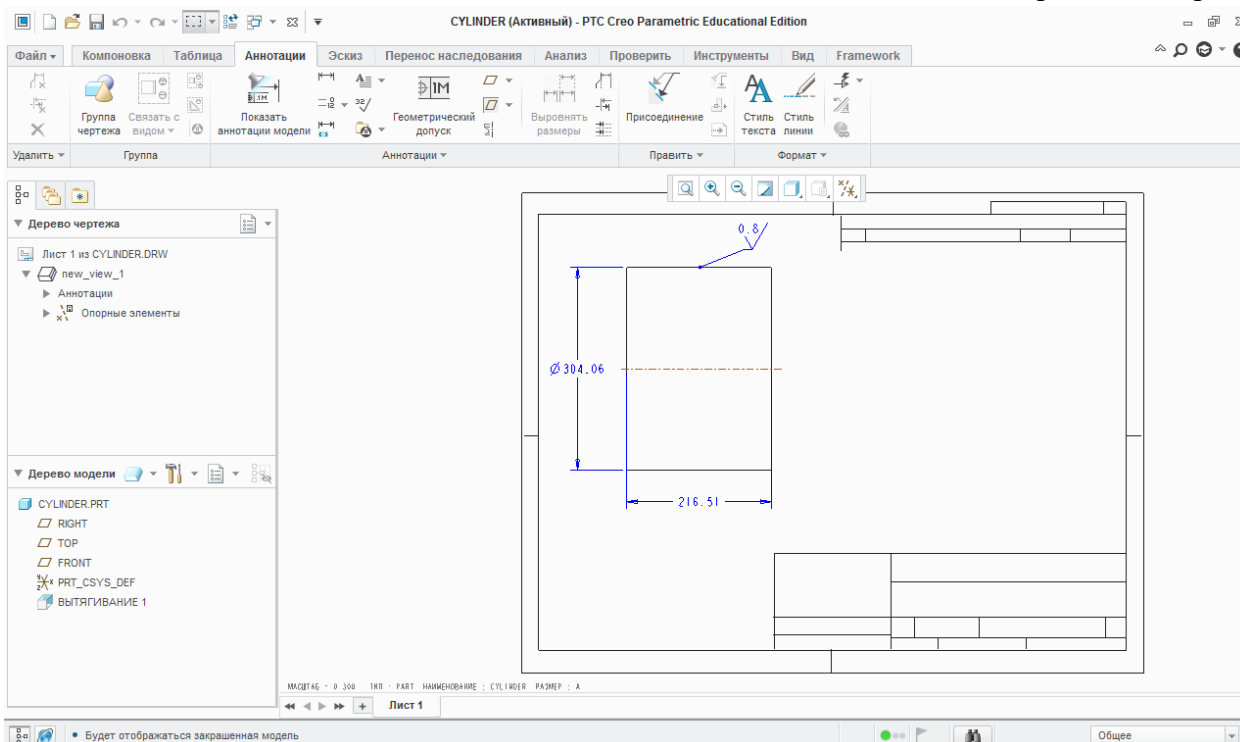 CYLINDER (Активный) - PTC Creo Parametric Educational Edition
Файл Компоновка Таблица Аннотации Эскиз Перенос наследования Анализ Проверить Инструменты Вид Framework
Группа чертежа
Связать с видом
Показать аннотации модели
Геометрический допуск
Выровнять размеры
Присоединение
Стиль текста
Стиль линии
Удалить Группа Аннотации Править Формат
Дерево чертежа
Лист 1 из CYLINDER.DRW
new_view_1
Аннотации
Опорные элементы
Дерево модели
CYLINDER.PRT
RIGHT
TOP
FRONT
PRT_CSYS_DEF
ВЫТЯГИВАНИЕ 1
0.8
Ø304.06
216.51
МАСШТАБ : 0.300 ТИП : PART НАИМЕНОВАНИЕ : CYLINDER РАЗМЕР : A
Лист 1
Будет отображаться закрашенная модель
Общее